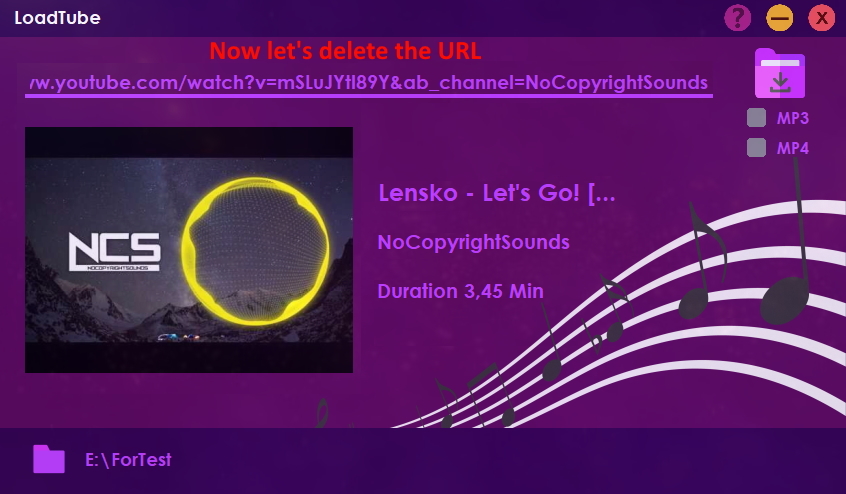 LoadTube
?
X
Now let's delete the URL
w.youtube.com/watch?v=mSLuJYtI89Y&ab_channel=NoCopyrightSounds
MP3
MP4
Lensko - Let's Go! [...
NCS
NOCOPYRIGHTSOUNDS
NoCopyrightSounds
Duration 3,45 Min
E:\ForTest